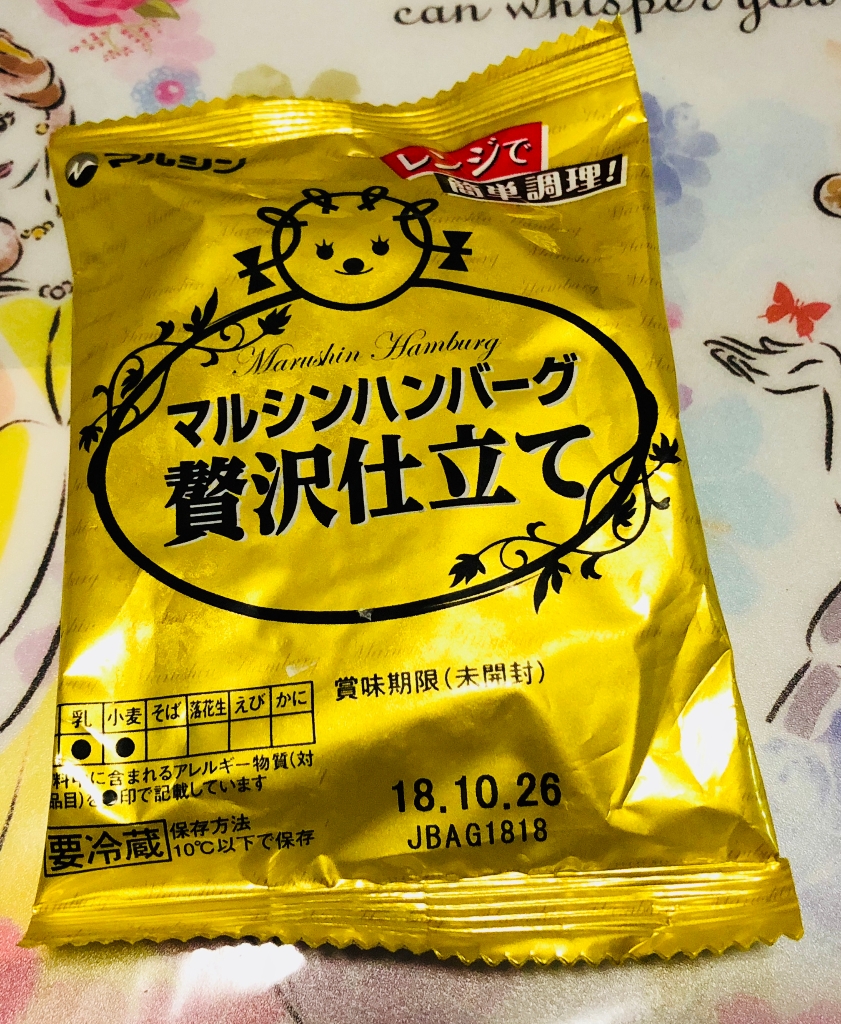 can whisper you
マルシン
レンジで
簡単調理!
Marushin Hamburg
マルシンハンバーグ
贅沢仕立て
賞味期限(未開封)
乳 小麦 そば 落花生 えび かに
● ●
料中に含まれるアレルギー物質(対
品目)を●印で記載しています
18.10.26
JBAG1818
要冷蔵
保存方法
10℃以下で保存